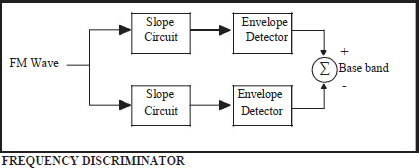 Slope
Circuit
Envelope
Detector
+
FM Wave
Σ
Base band
-
Slope
Circuit
Envelope
Detector
FREQUENCY DISCRIMINATOR